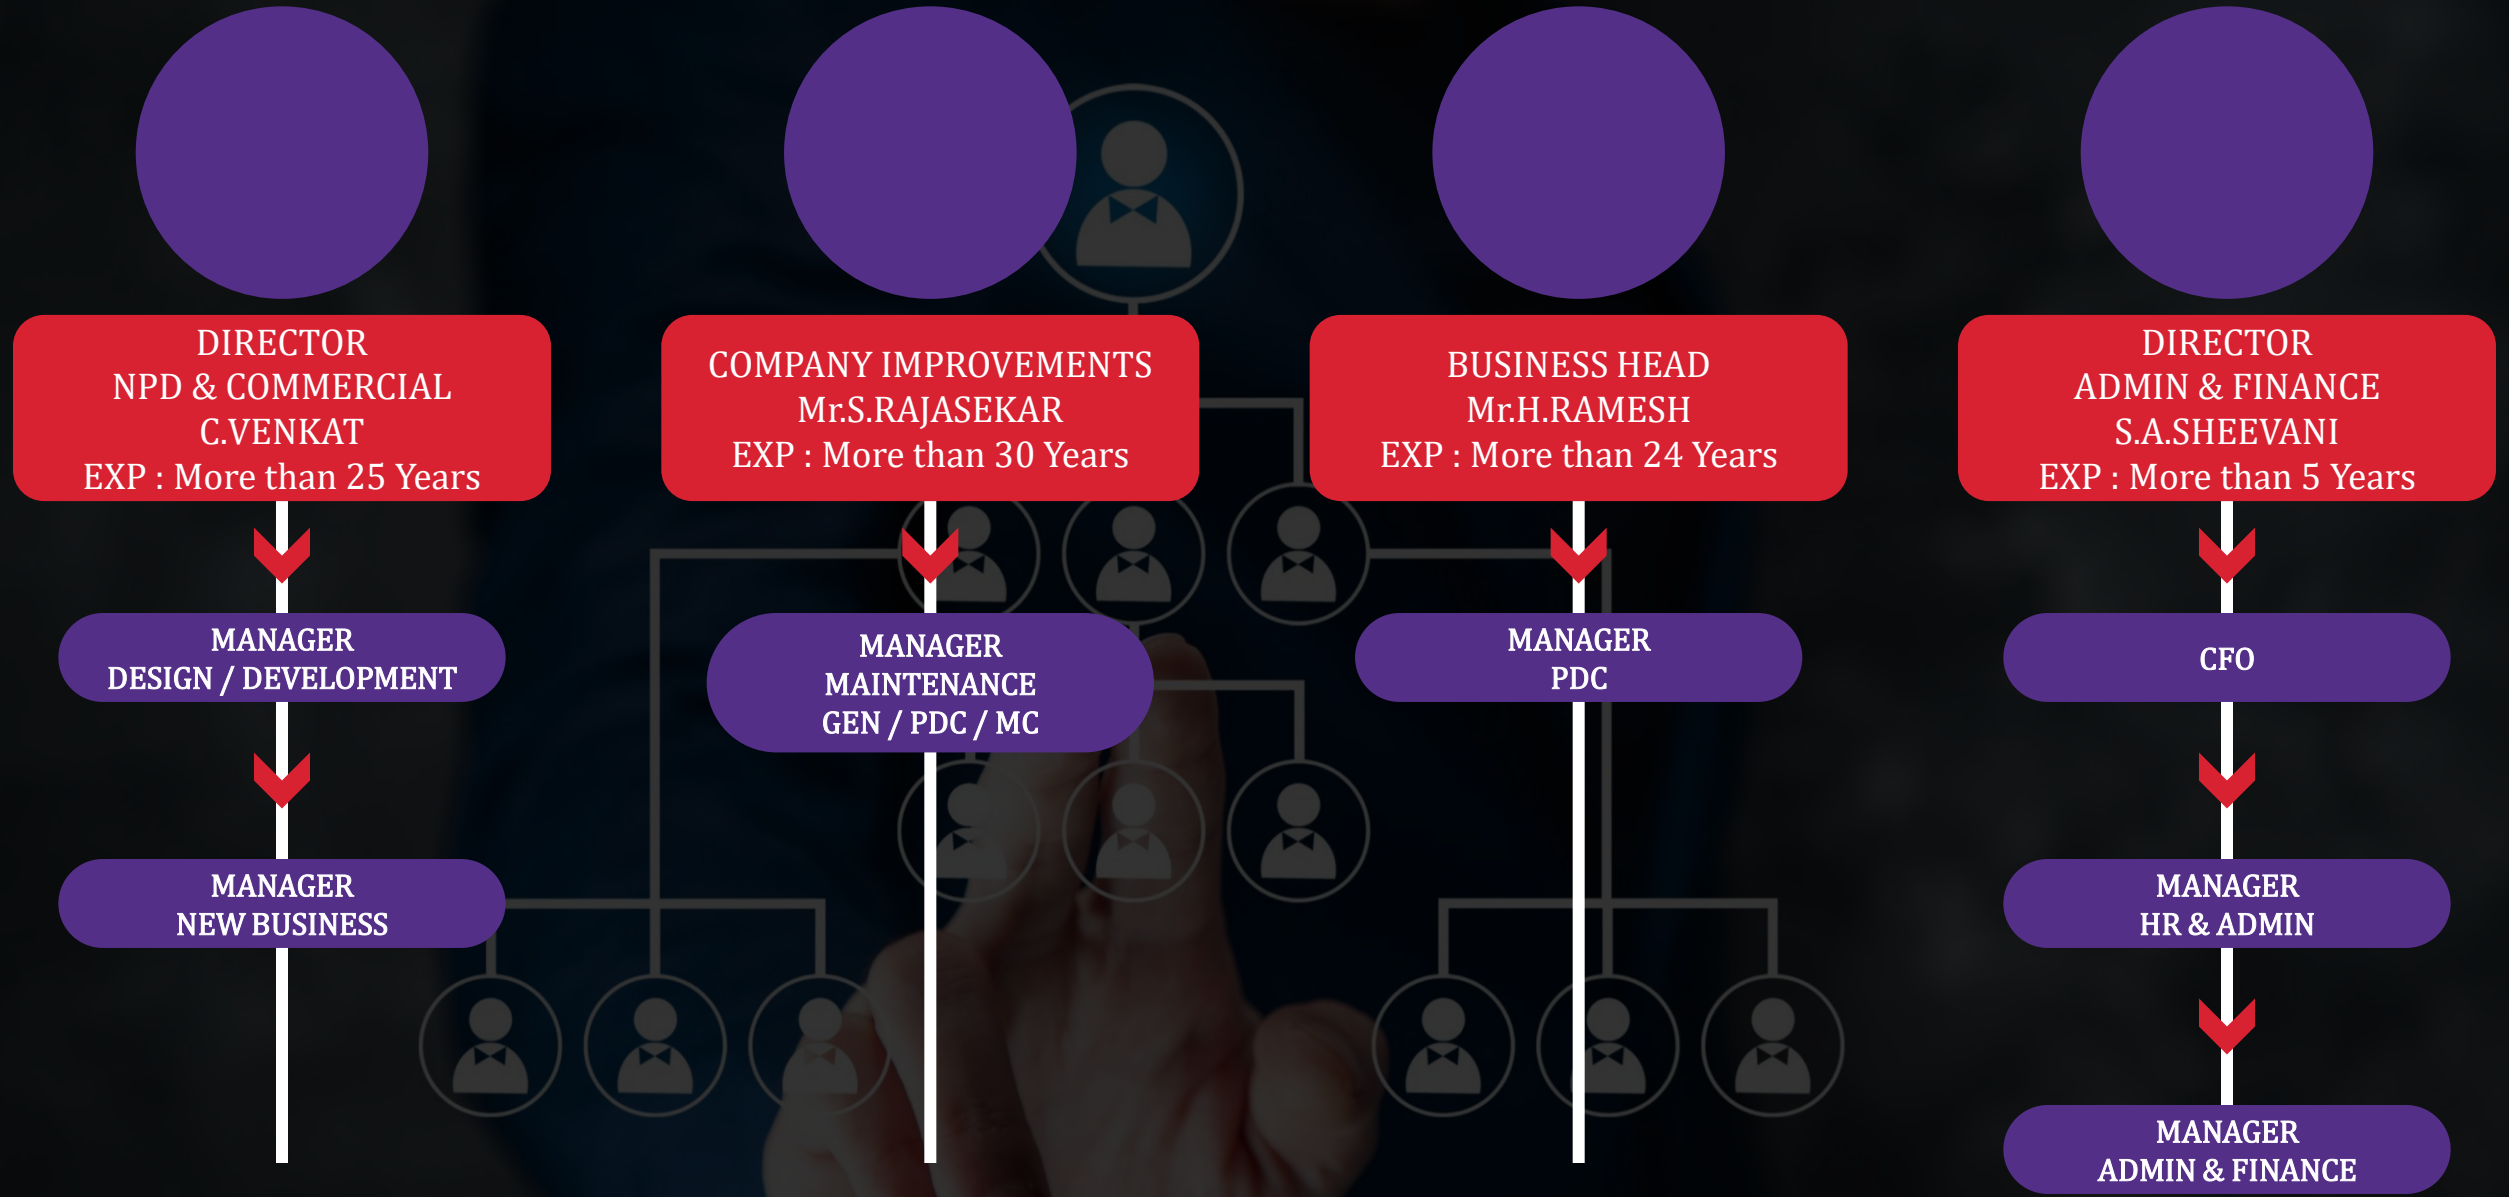 DIRECTOR
NPD & COMMERCIAL
C.VENKAT
EXP : More than 25 Years
MANAGER
DESIGN / DEVELOPMENT
MANAGER
NEW BUSINESS
COMPANY IMPROVEMENTS
Mr.S.RAJASEKAR
EXP : More than 30 Years
MANAGER
MAINTENANCE
GEN / PDC / MC
BUSINESS HEAD
Mr.H.RAMESH
EXP : More than 24 Years
MANAGER
PDC
DIRECTOR
ADMIN & FINANCE
S.A.SHEEVANI
EXP : More than 5 Years
CFO
MANAGER
HR & ADMIN
MANAGER
ADMIN & FINANCE